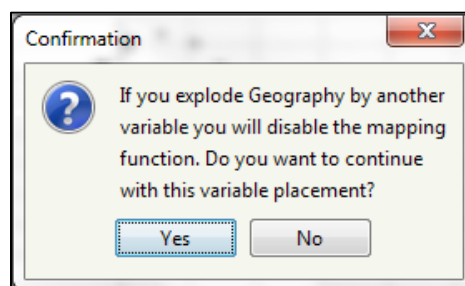 Confirmation
If you explode Geography by another
variable you will disable the mapping
function. Do you want to continue
with this variable placement?
Yes
No